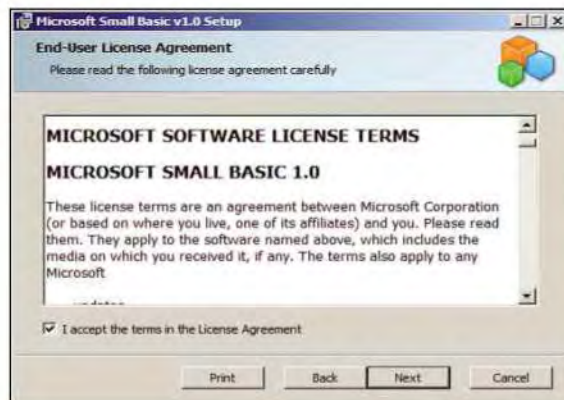 Microsoft Small Basic v1.0 Setup
End-User License Agreement
Please read the following license agreement carefully
MICROSOFT SOFTWARE LICENSE TERMS
MICROSOFT SMALL BASIC 1.0
These license terms are an agreement between Microsoft Corporation
(or based on where you live, one of its affiliates) and you. Please read
them. They apply to the software named above, which includes the
media on which you received it, if any. The terms also apply to any
Microsoft
updates
I accept the terms in the License Agreement
Print Back Next Cancel